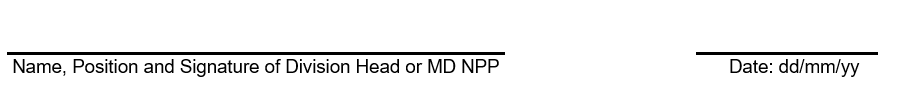 Name, Position and Signature of Division Head or MD NPP
Date: dd/mm/yy